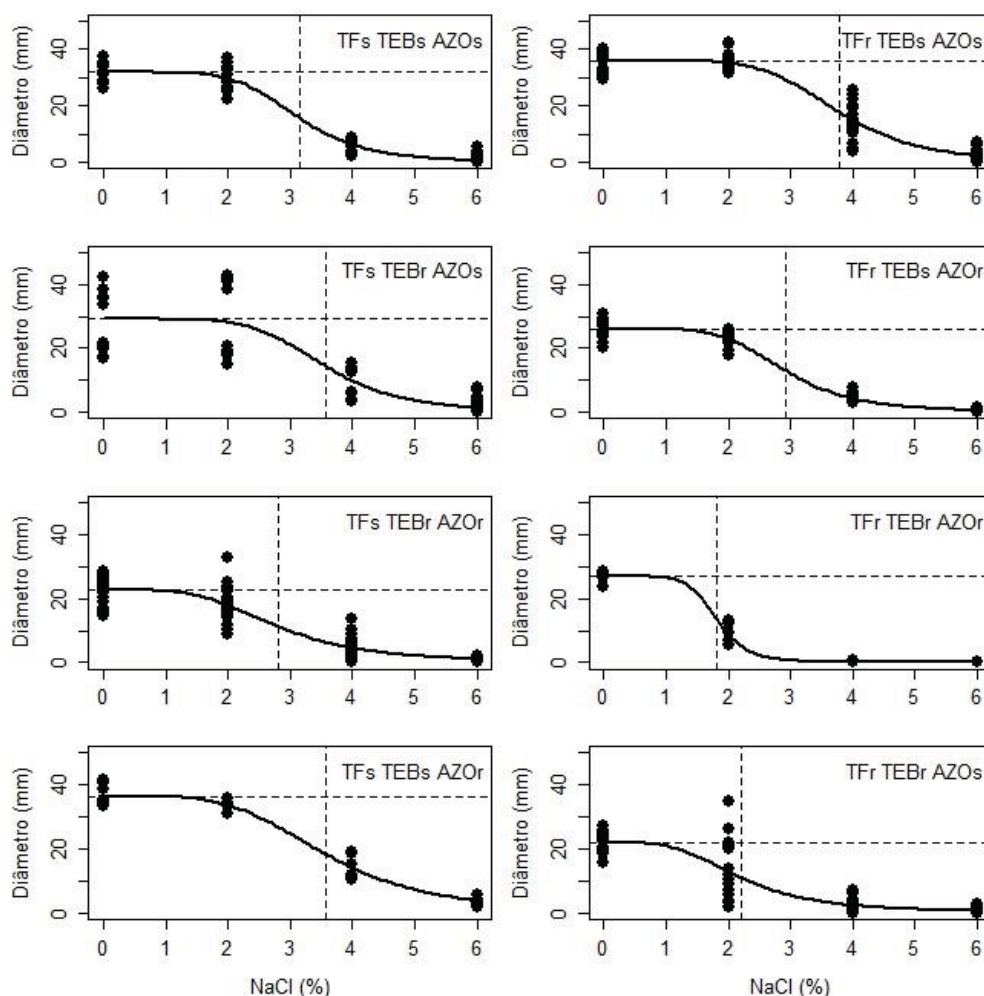 TFs TEBs AZOs
Diâmetro (mm)
0 20 40
0 1 2 3 4 5 6
TFr TEBs AZOs
Diâmetro (mm)
0 20 40
0 1 2 3 4 5 6
TFs TEBr AZOs
Diâmetro (mm)
0 20 40
0 1 2 3 4 5 6
TFr TEBs AZOr
Diâmetro (mm)
0 20 40
0 1 2 3 4 5 6
TFs TEBr AZOr
Diâmetro (mm)
0 20 40
0 1 2 3 4 5 6
TFr TEBr AZOr
Diâmetro (mm)
0 20 40
0 1 2 3 4 5 6
TFs TEBs AZOr
Diâmetro (mm)
0 20 40
0 1 2 3 4 5 6
NaCl (%)
TFr TEBr AZOs
Diâmetro (mm)
0 20 40
0 1 2 3 4 5 6
NaCl (%)